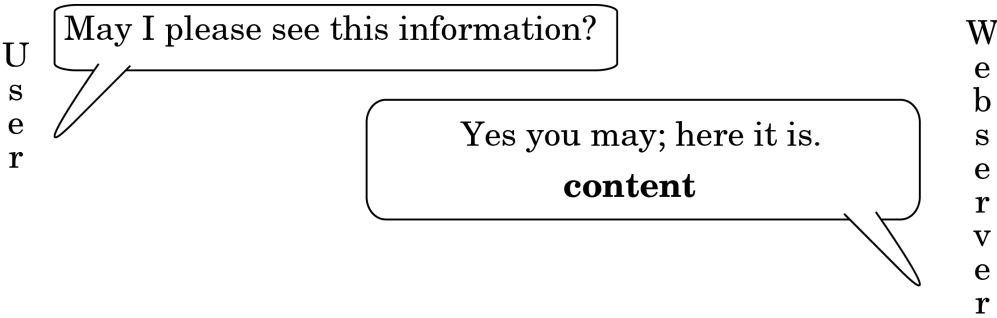 User
May I please see this information?
Yes you may; here it is.
content
Webserver